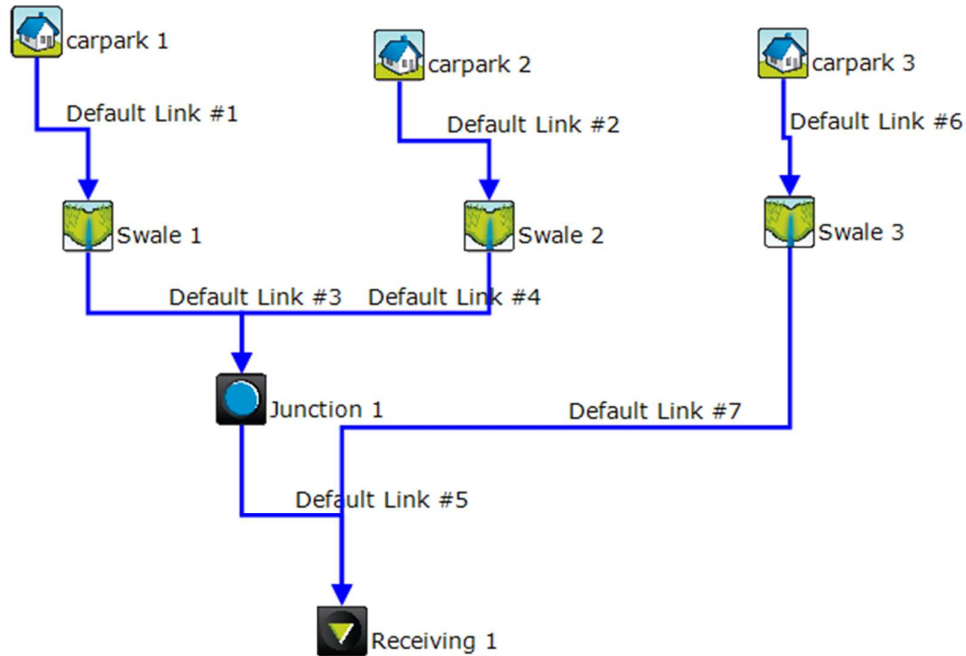 carpark 1
carpark 2
carpark 3
Default Link #1
Default Link #2
Default Link #6
Swale 1
Swale 2
Swale 3
Default Link #3
Default Link #4
Junction 1
Default Link #7
Default Link #5
Receiving 1